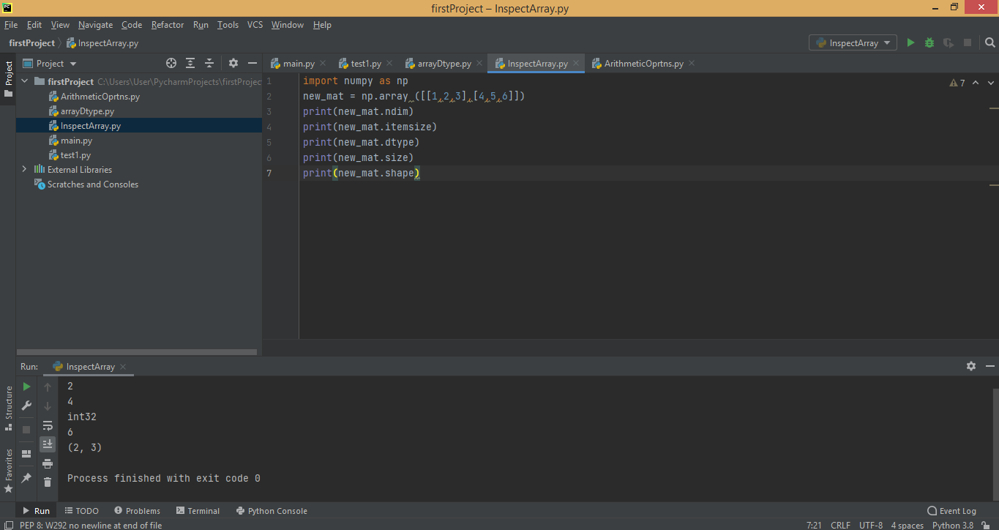 PC
firstProject – InspectArray.py
File Edit View Navigate Code Refactor Run Tools VCS Window Help
firstProject InspectArray.py
InspectArray
Project
Project
main.py
test1.py
arrayDtype.py
InspectArray.py
ArithmeticOprtns.py
firstProject C:\Users\User\PycharmProjects\firstProjec
ArithmeticOprtns.py
arrayDtype.py
InspectArray.py
main.py
test1.py
External Libraries
Scratches and Consoles
7
1 import numpy as np
2 new_mat = np.array ([[1,2,3],[4,5,6]])
3 print(new_mat.ndim)
4 print(new_mat.itemsize)
5 print(new_mat.dtype)
6 print(new_mat.size)
7 print(new_mat.shape)
Run: InspectArray
Structure
Favorites
2
4
int32
6
(2, 3)
Process finished with exit code 0
Run TODO Problems Terminal Python Console Event Log
PEP 8: W292 no newline at end of file 7:21 CRLF UTF-8 4 spaces Python 3.8